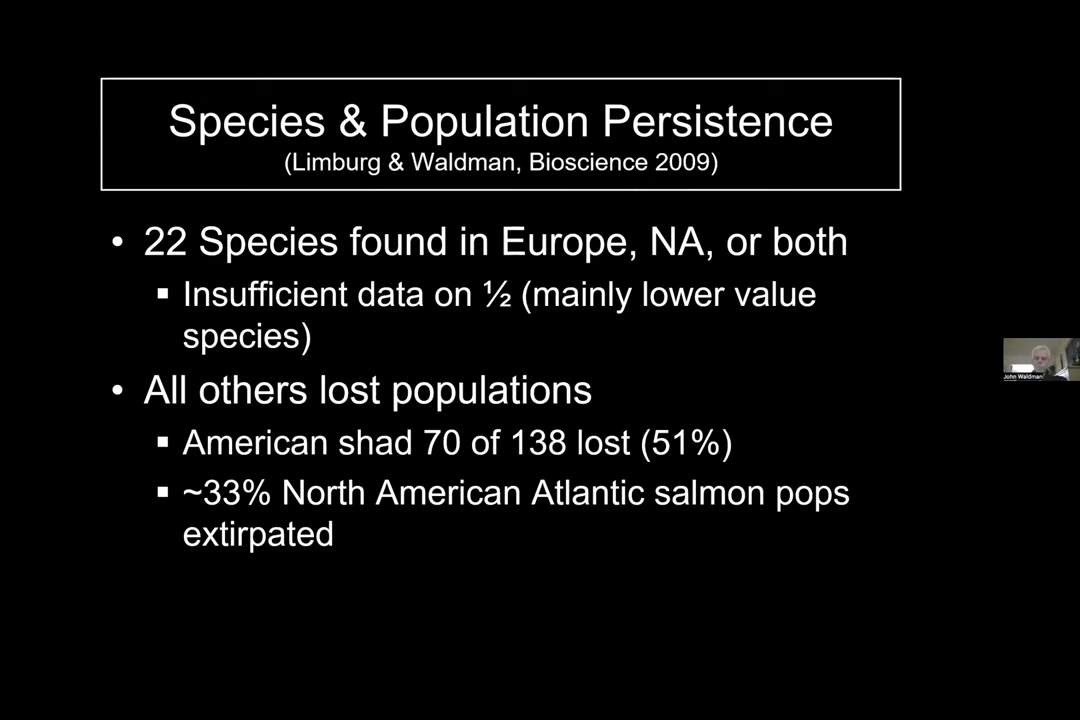 Species & Population Persistence
(Limburg & Waldman, Bioscience 2009)
• 22 Species found in Europe, NA, or both
▪ Insufficient data on ½ (mainly lower value
species)
• All others lost populations
▪ American shad 70 of 138 lost (51%)
▪ ~33% North American Atlantic salmon pops
extirpated
John Waldman